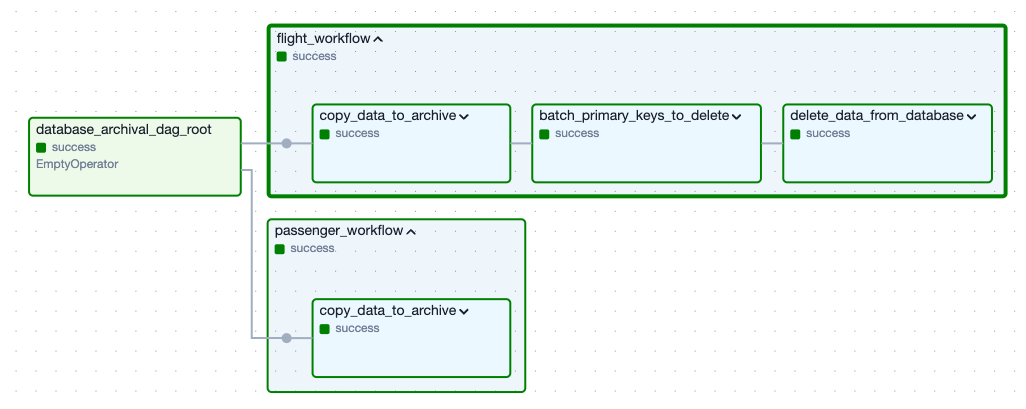 flight_workflow
success
database_archival_dag_root
success
EmptyOperator
copy_data_to_archive
success
batch_primary_keys_to_delete
success
delete_data_from_database
success
passenger_workflow
success
copy_data_to_archive
success